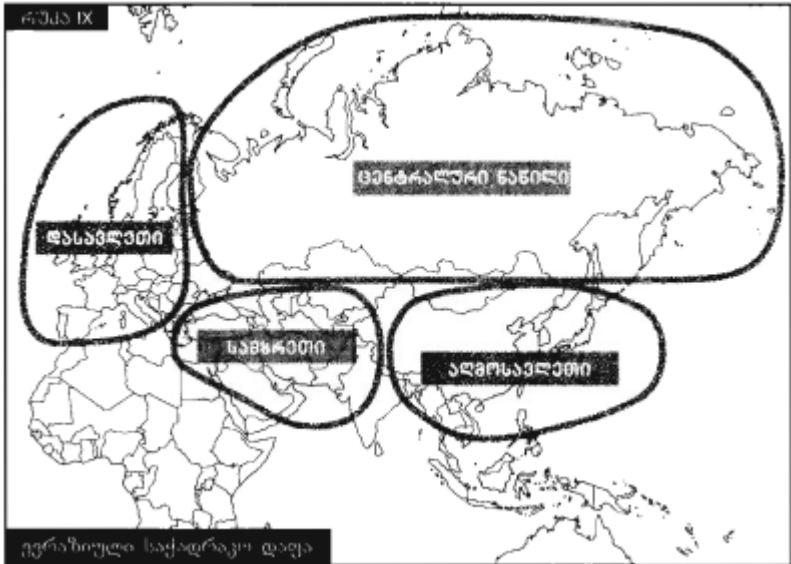 რუკა IX
ცენტრალური ნაწილი
დასავლეთი
სამხრეთი
აღმოსავლეთი
ევრაზიული საჭადრაკო დაფა